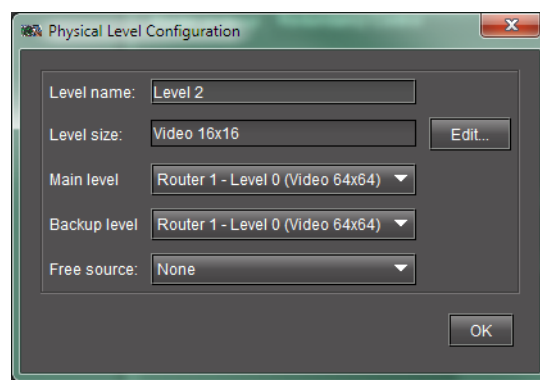 Physical Level Configuration
Level name: Level 2
Level size: Video 16x16 Edit...
Main level Router 1 - Level 0 (Video 64x64)
Backup level Router 1 - Level 0 (Video 64x64)
Free source: None
OK